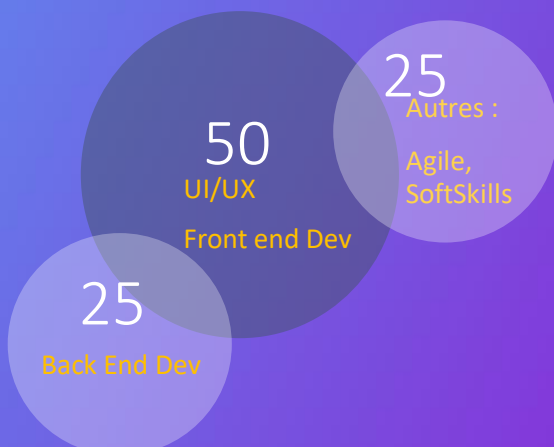 50
UI/UX
Front end Dev
25
Autres :
Agile,
SoftSkills
25
Back End Dev